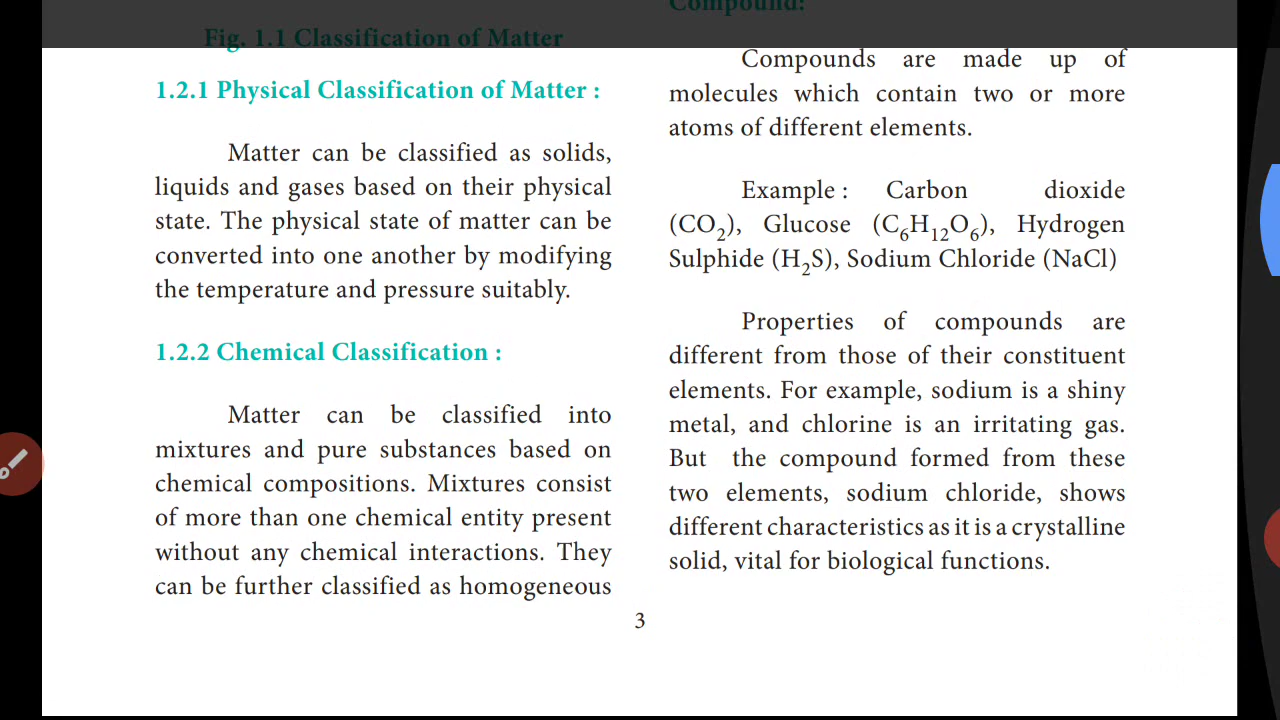 Fig. 1.1 Classification of Matter
1.2.1 Physical Classification of Matter :
Matter can be classified as solids,
liquids and gases based on their physical
state. The physical state of matter can be
converted into one another by modifying
the temperature and pressure suitably.
1.2.2 Chemical Classification :
Matter can be classified into
mixtures and pure substances based on
chemical compositions. Mixtures consist
of more than one chemical entity present
without any chemical interactions. They
can be further classified as homogeneous
Compound:
Compounds are made up of
molecules which contain two or more
atoms of different elements.
Example : Carbon dioxide
(CO₂), Glucose (C₆H₁₂O₆), Hydrogen
Sulphide (H₂S), Sodium Chloride (NaCl)
Properties of compounds are
different from those of their constituent
elements. For example, sodium is a shiny
metal, and chlorine is an irritating gas.
But the compound formed from these
two elements, sodium chloride, shows
different characteristics as it is a crystalline
solid, vital for biological functions.
3